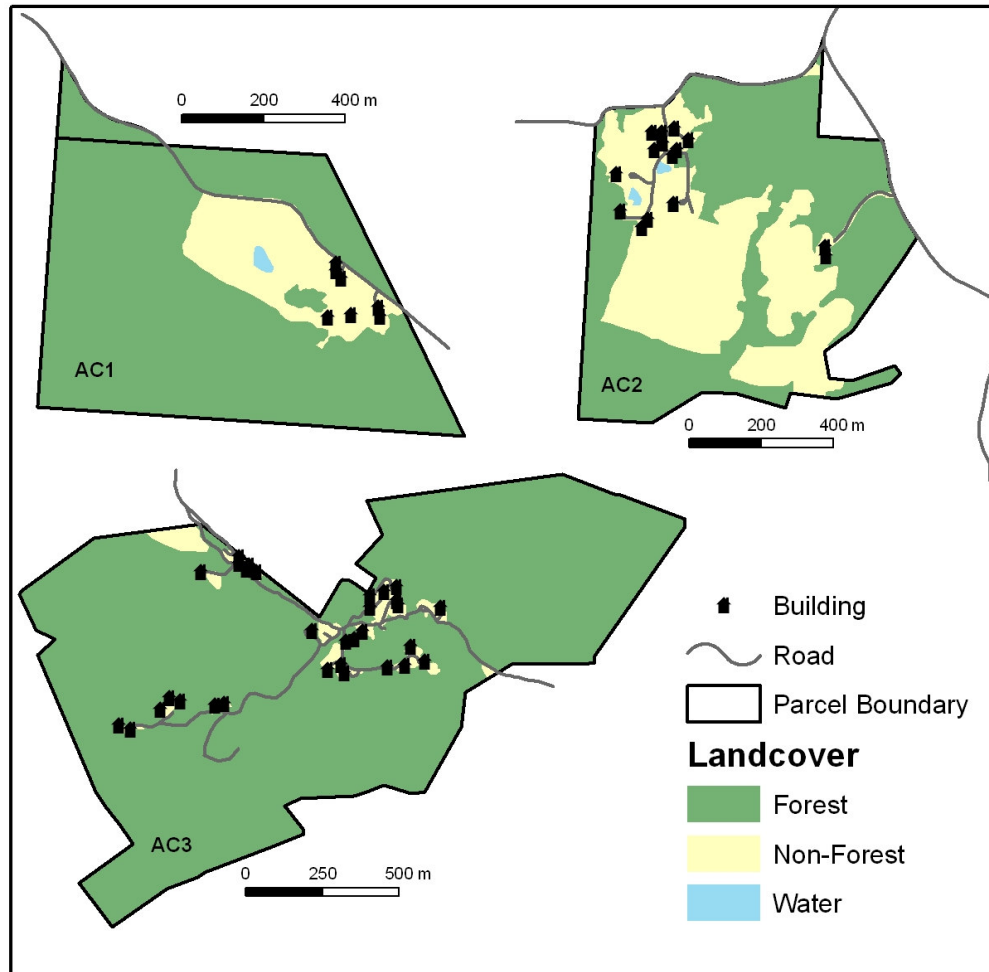 0 200 400 m
AC1
AC2
0 200 400 m
AC3
0 250 500 m
Building
Road
Parcel Boundary
Landcover
Forest
Non-Forest
Water